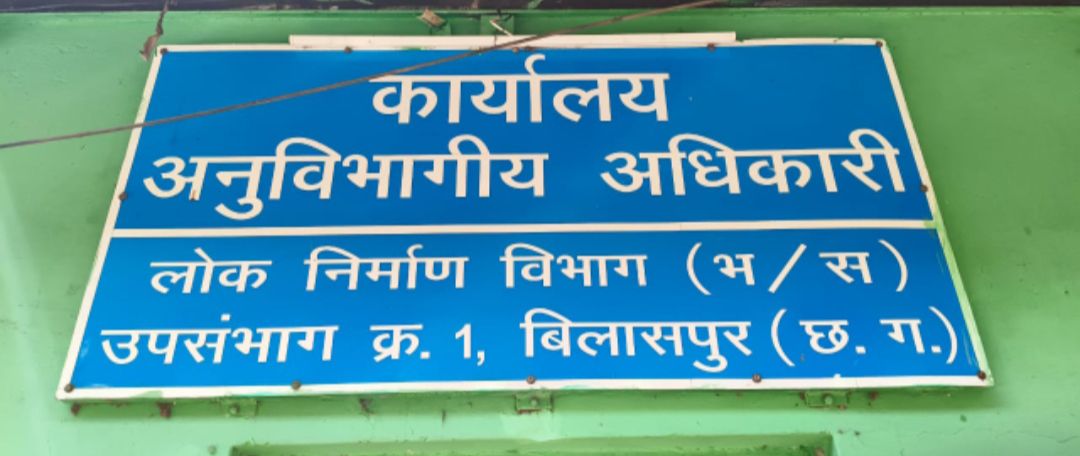 कार्यालय
अनुविभागीय अधिकारी
लोक निर्माण विभाग (भ/स)
उपसंभाग क्र. 1, बिलासपुर (छ. ग.)